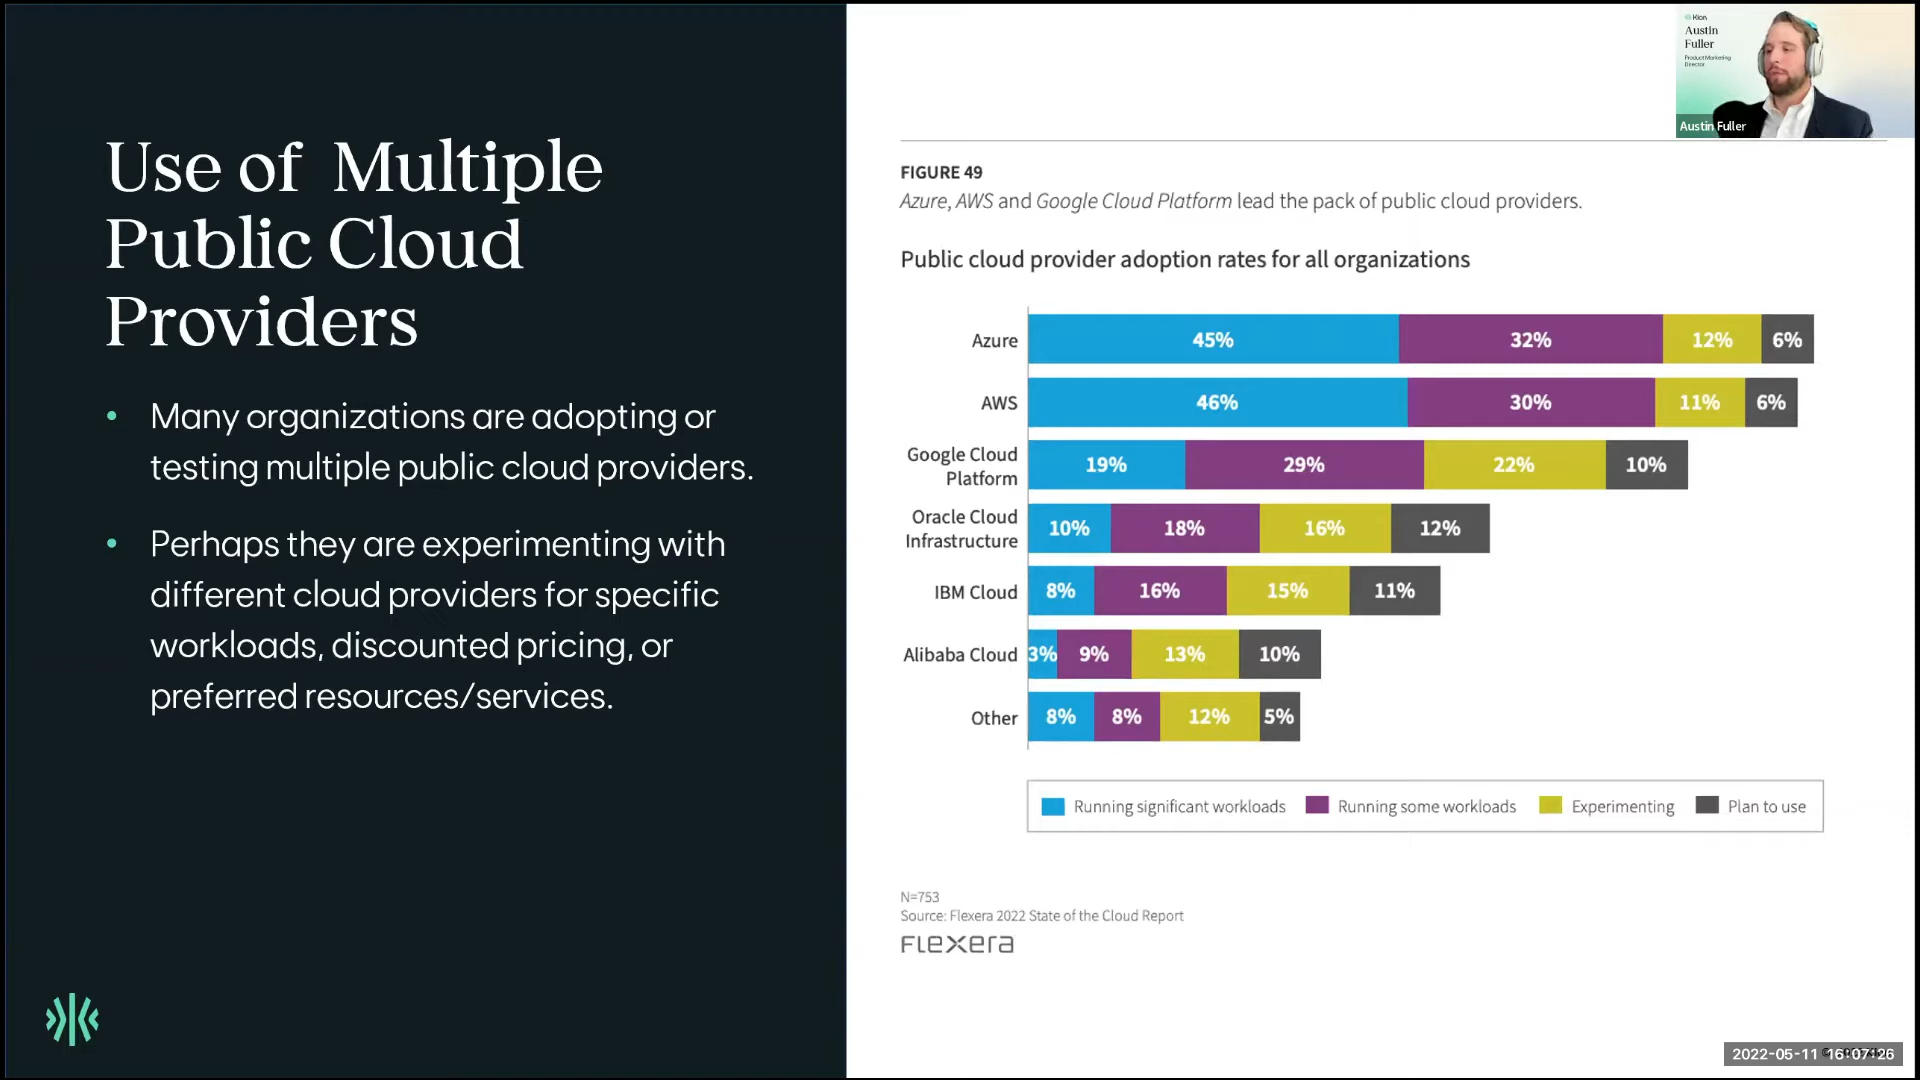 Use of Multiple
Public Cloud
Providers
• Many organizations are adopting or
testing multiple public cloud providers.
• Perhaps they are experimenting with
different cloud providers for specific
workloads, discounted pricing, or
preferred resources/services.
Kion
Austin
Fuller
Product Marketing
Director
Austin Fuller
FIGURE 49
Azure, AWS and Google Cloud Platform lead the pack of public cloud providers.
Public cloud provider adoption rates for all organizations
Azure 45% 32% 12% 6%
AWS 46% 30% 11% 6%
Google Cloud
Platform 19% 29% 22% 10%
Oracle Cloud
Infrastructure 10% 18% 16% 12%
IBM Cloud 8% 16% 15% 11%
Alibaba Cloud 3% 9% 13% 10%
Other 8% 8% 12% 5%
Running significant workloads Running some workloads Experimenting Plan to use
N=753
Source: Flexera 2022 State of the Cloud Report
FLEXERA
2022-05-11 16:07:26